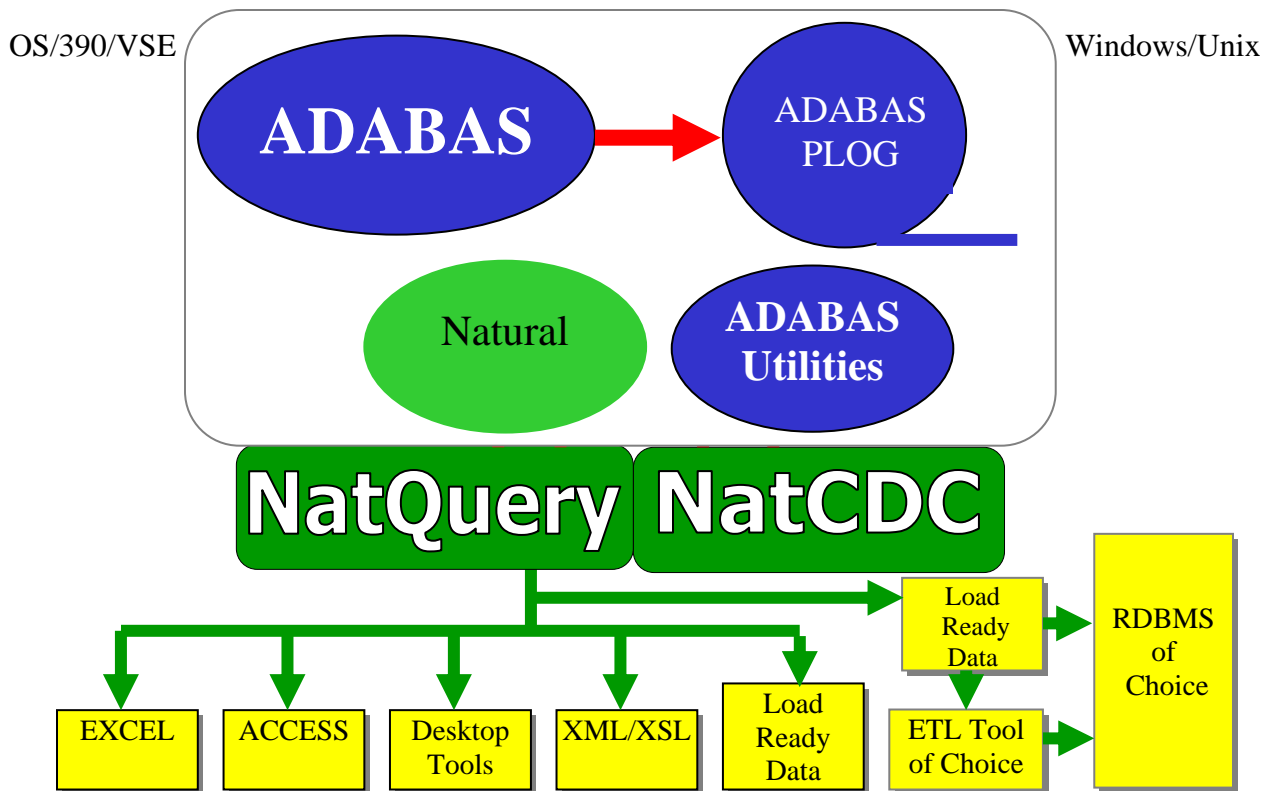 OS/390/VSE
Windows/Unix
ADABAS
ADABAS
PLOG
Natural
ADABAS
Utilities
NatQuery
NatCDC
Load
Ready
Data
RDBMS
of
Choice
EXCEL
ACCESS
Desktop
Tools
XML/XSL
Load
Ready
Data
ETL Tool
of Choice